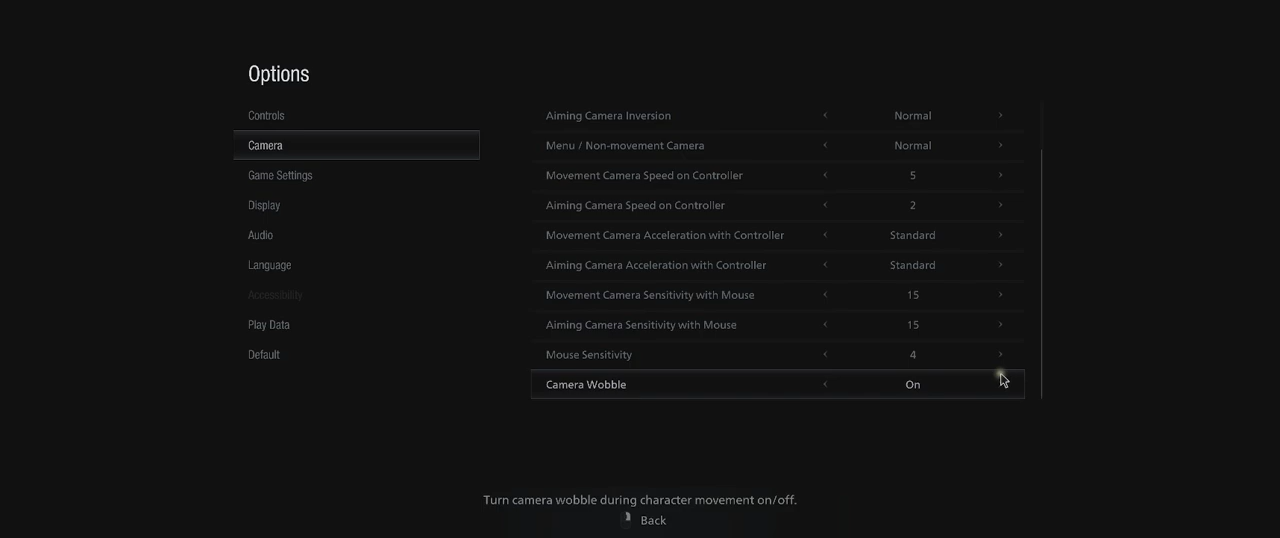 Options
Controls
Camera
Game Settings
Display
Audio
Language
Accessibility
Play Data
Default
Aiming Camera Inversion Normal
Menu / Non-movement Camera Normal
Movement Camera Speed on Controller 5
Aiming Camera Speed on Controller 2
Movement Camera Acceleration with Controller Standard
Aiming Camera Acceleration with Controller Standard
Movement Camera Sensitivity with Mouse 15
Aiming Camera Sensitivity with Mouse 15
Mouse Sensitivity 4
Camera Wobble On
Turn camera wobble during character movement on/off.
Back